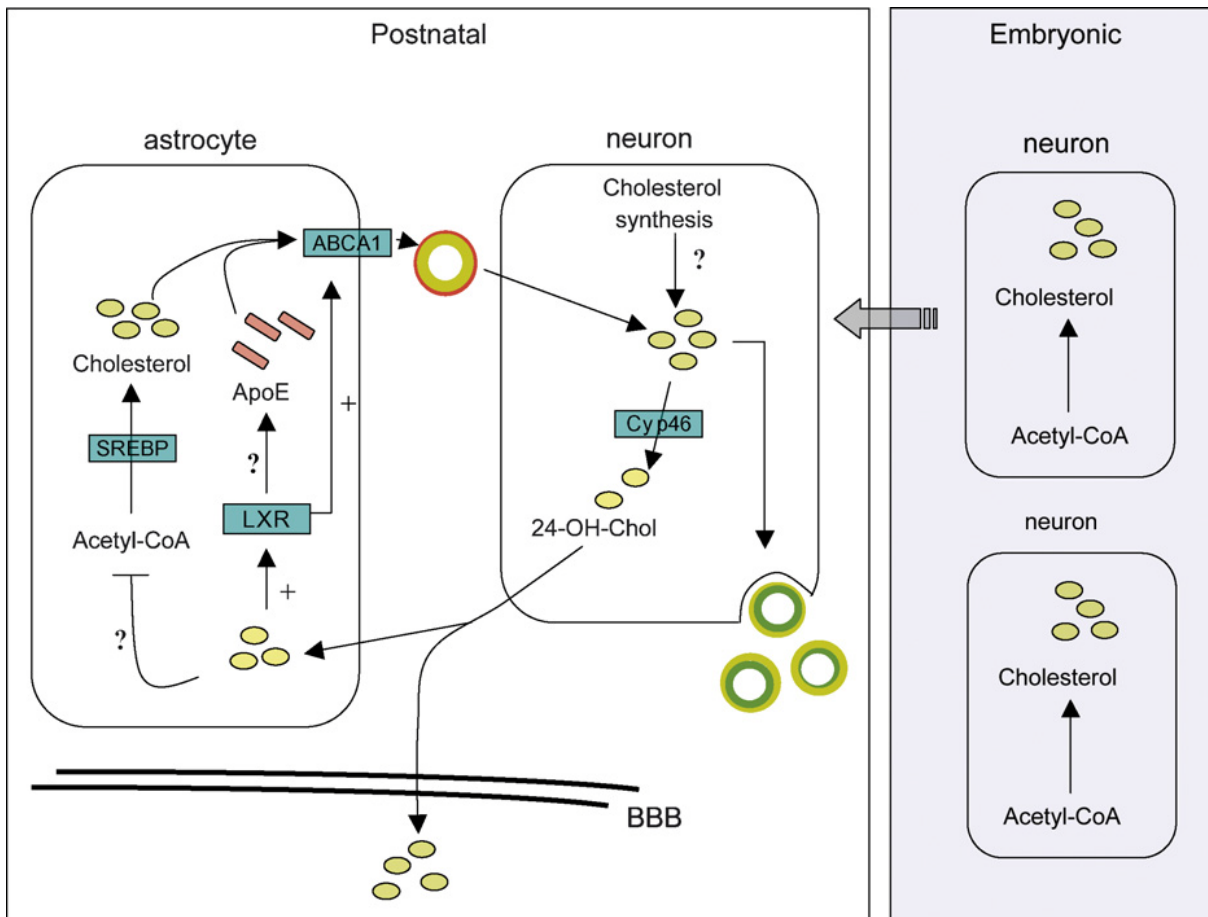 Postnatal
astrocyte
neuron
Cholesterol
synthesis
?
ABCA1
Cholesterol
ApoE
+
SREBP
?
LXR
Acetyl-CoA
+
?
Cyp46
24-OH-Chol
BBB
Embryonic
neuron
Cholesterol
Acetyl-CoA
neuron
Cholesterol
Acetyl-CoA